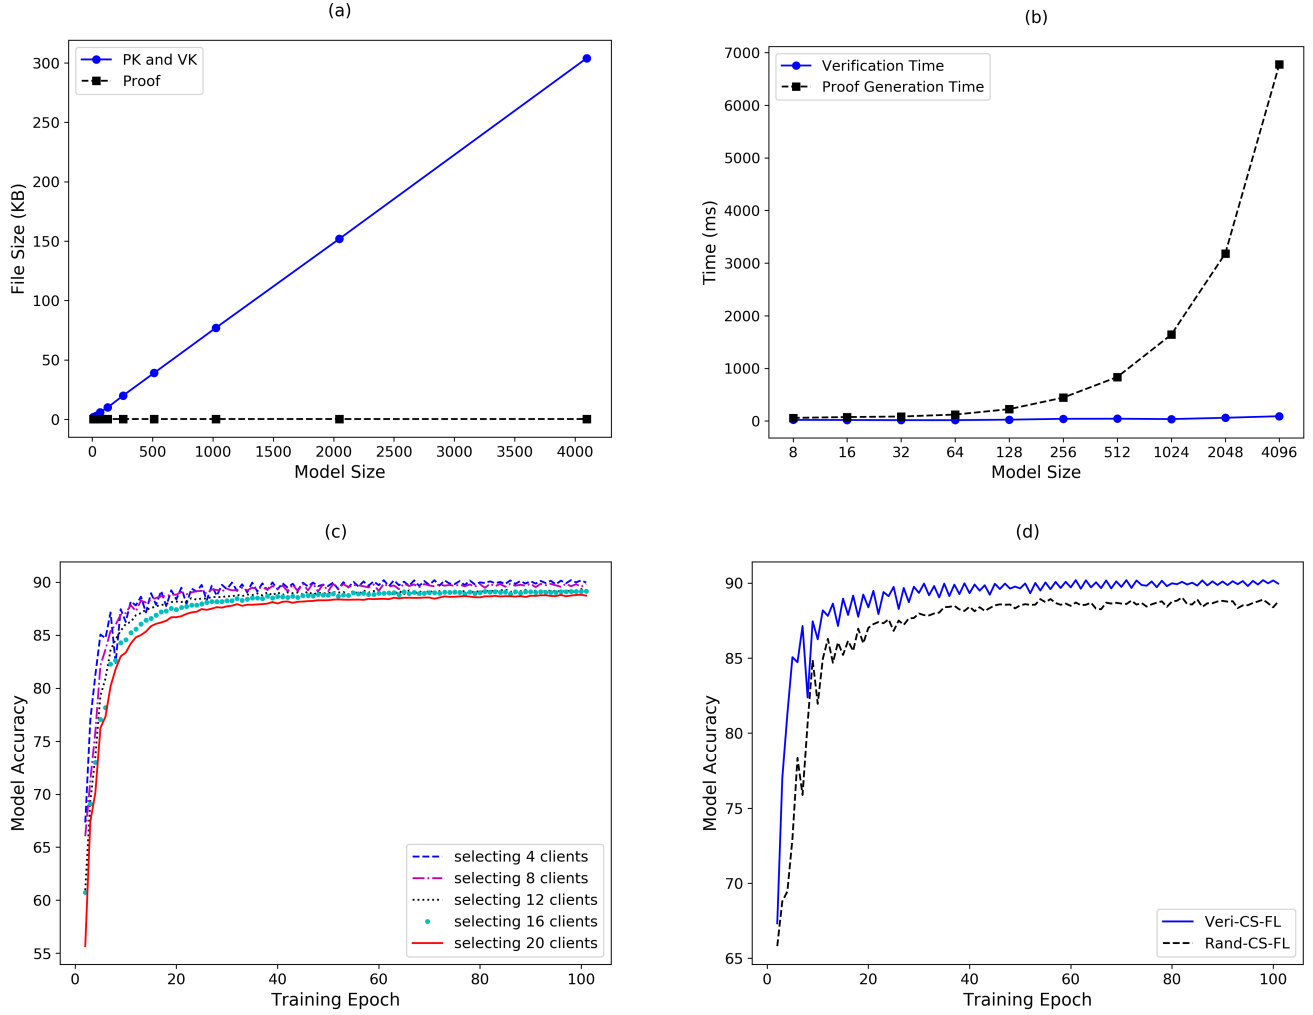 (a)
PK and VK
Proof
300
250
200
150
100
50
0
File Size (KB)
0 500 1000 1500 2000 2500 3000 3500 4000
Model Size
(b)
Verification Time
Proof Generation Time
7000
6000
5000
4000
3000
2000
1000
0
Time (ms)
8 16 32 64 128 256 512 1024 2048 4096
Model Size
(c)
90
85
80
75
70
65
60
55
Model Accuracy
selecting 4 clients
selecting 8 clients
selecting 12 clients
selecting 16 clients
selecting 20 clients
0 20 40 60 80 100
Training Epoch
(d)
90
85
80
75
70
65
Model Accuracy
Veri-CS-FL
Rand-CS-FL
0 20 40 60 80 100
Training Epoch